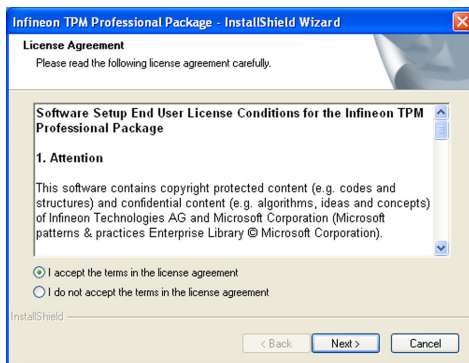 Infineon TPM Professional Package - InstallShield Wizard
License Agreement
Please read the following license agreement carefully.
Software Setup End User License Conditions for the Infineon TPM
Professional Package
1. Attention
This software contains copyright protected content (e.g. codes and
structures) and confidential content (e.g. algorithms, ideas and concepts)
of Infineon Technologies AG and Microsoft Corporation (Microsoft
patterns & practices Enterprise Library © Microsoft Corporation).
I accept the terms in the license agreement
I do not accept the terms in the license agreement
InstallShield
< Back
Next >
Cancel